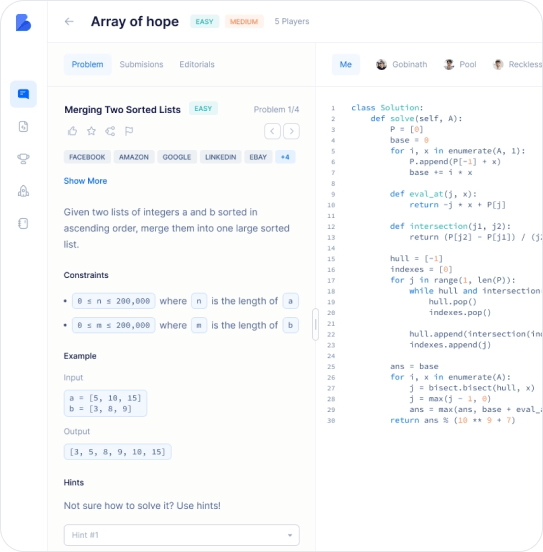 Array of hope EASY MEDIUM 5 Players
Problem Submisions Editorials
Merging Two Sorted Lists EASY Problem 1/4
FACEBOOK AMAZON GOOGLE LINKEDIN EBAY +4
Show More
Given two lists of integers a and b sorted in
ascending order, merge them into one large sorted
list.
Constraints
• 0 ≤ n ≤ 200,000 where n is the length of a
• 0 ≤ m ≤ 200,000 where m is the length of b
Example
Input
a = [5, 10, 15]
b = [3, 8, 9]
Output
[3, 5, 8, 9, 10, 15]
Hints
Not sure how to solve it? Use hints!
Hint #1
Me Gobinath Pool Reckless
1 class Solution:
2 def solve(self, A):
3 P = [0]
4 base = 0
5 for i, x in enumerate(A, 1):
6 P.append(P[-1] + x)
7 base += i * x
8
9 def eval_at(j, x):
10 return -j * x + P[j]
11
12 def intersection(j1, j2):
13 return (P[j2] - P[j1]) / (j2
14
15 hull = [-1]
16 indexes = [0]
17 for j in range(1, len(P)):
18 while hull and intersection
19 hull.pop()
20 indexes.pop()
21
22 hull.append(intersection(ind
23 indexes.append(j)
24
25 ans = base
26 for i, x in enumerate(A):
27 j = bisect.bisect(hull, x)
28 j = max(j - 1, 0)
29 ans = max(ans, base + eval_a
30 return ans % (10 ** 9 + 7)